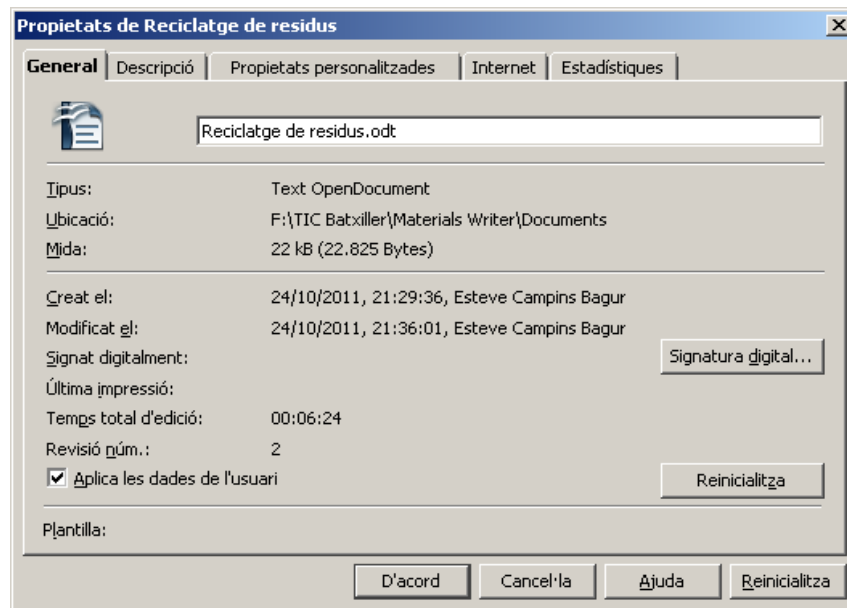 Propietats de Reciclatge de residus
General Descripció Propietats personalitzades Internet Estadístiques
Reciclatge de residus.odt
Tipus: Text OpenDocument
Ubicació: F:\TIC Batxiller\Materials Writer\Documents
Mida: 22 kB (22.825 Bytes)
Creat el: 24/10/2011, 21:29:36, Esteve Campins Bagur
Modificat el: 24/10/2011, 21:36:01, Esteve Campins Bagur
Signat digitalment: Signatura digital...
Última impressió:
Temps total d'edició: 00:06:24
Revisió núm.: 2
Aplica les dades de l'usuari Reinicialitza
Plantilla:
D'acord Cancel·la Ajuda Reinicialitza